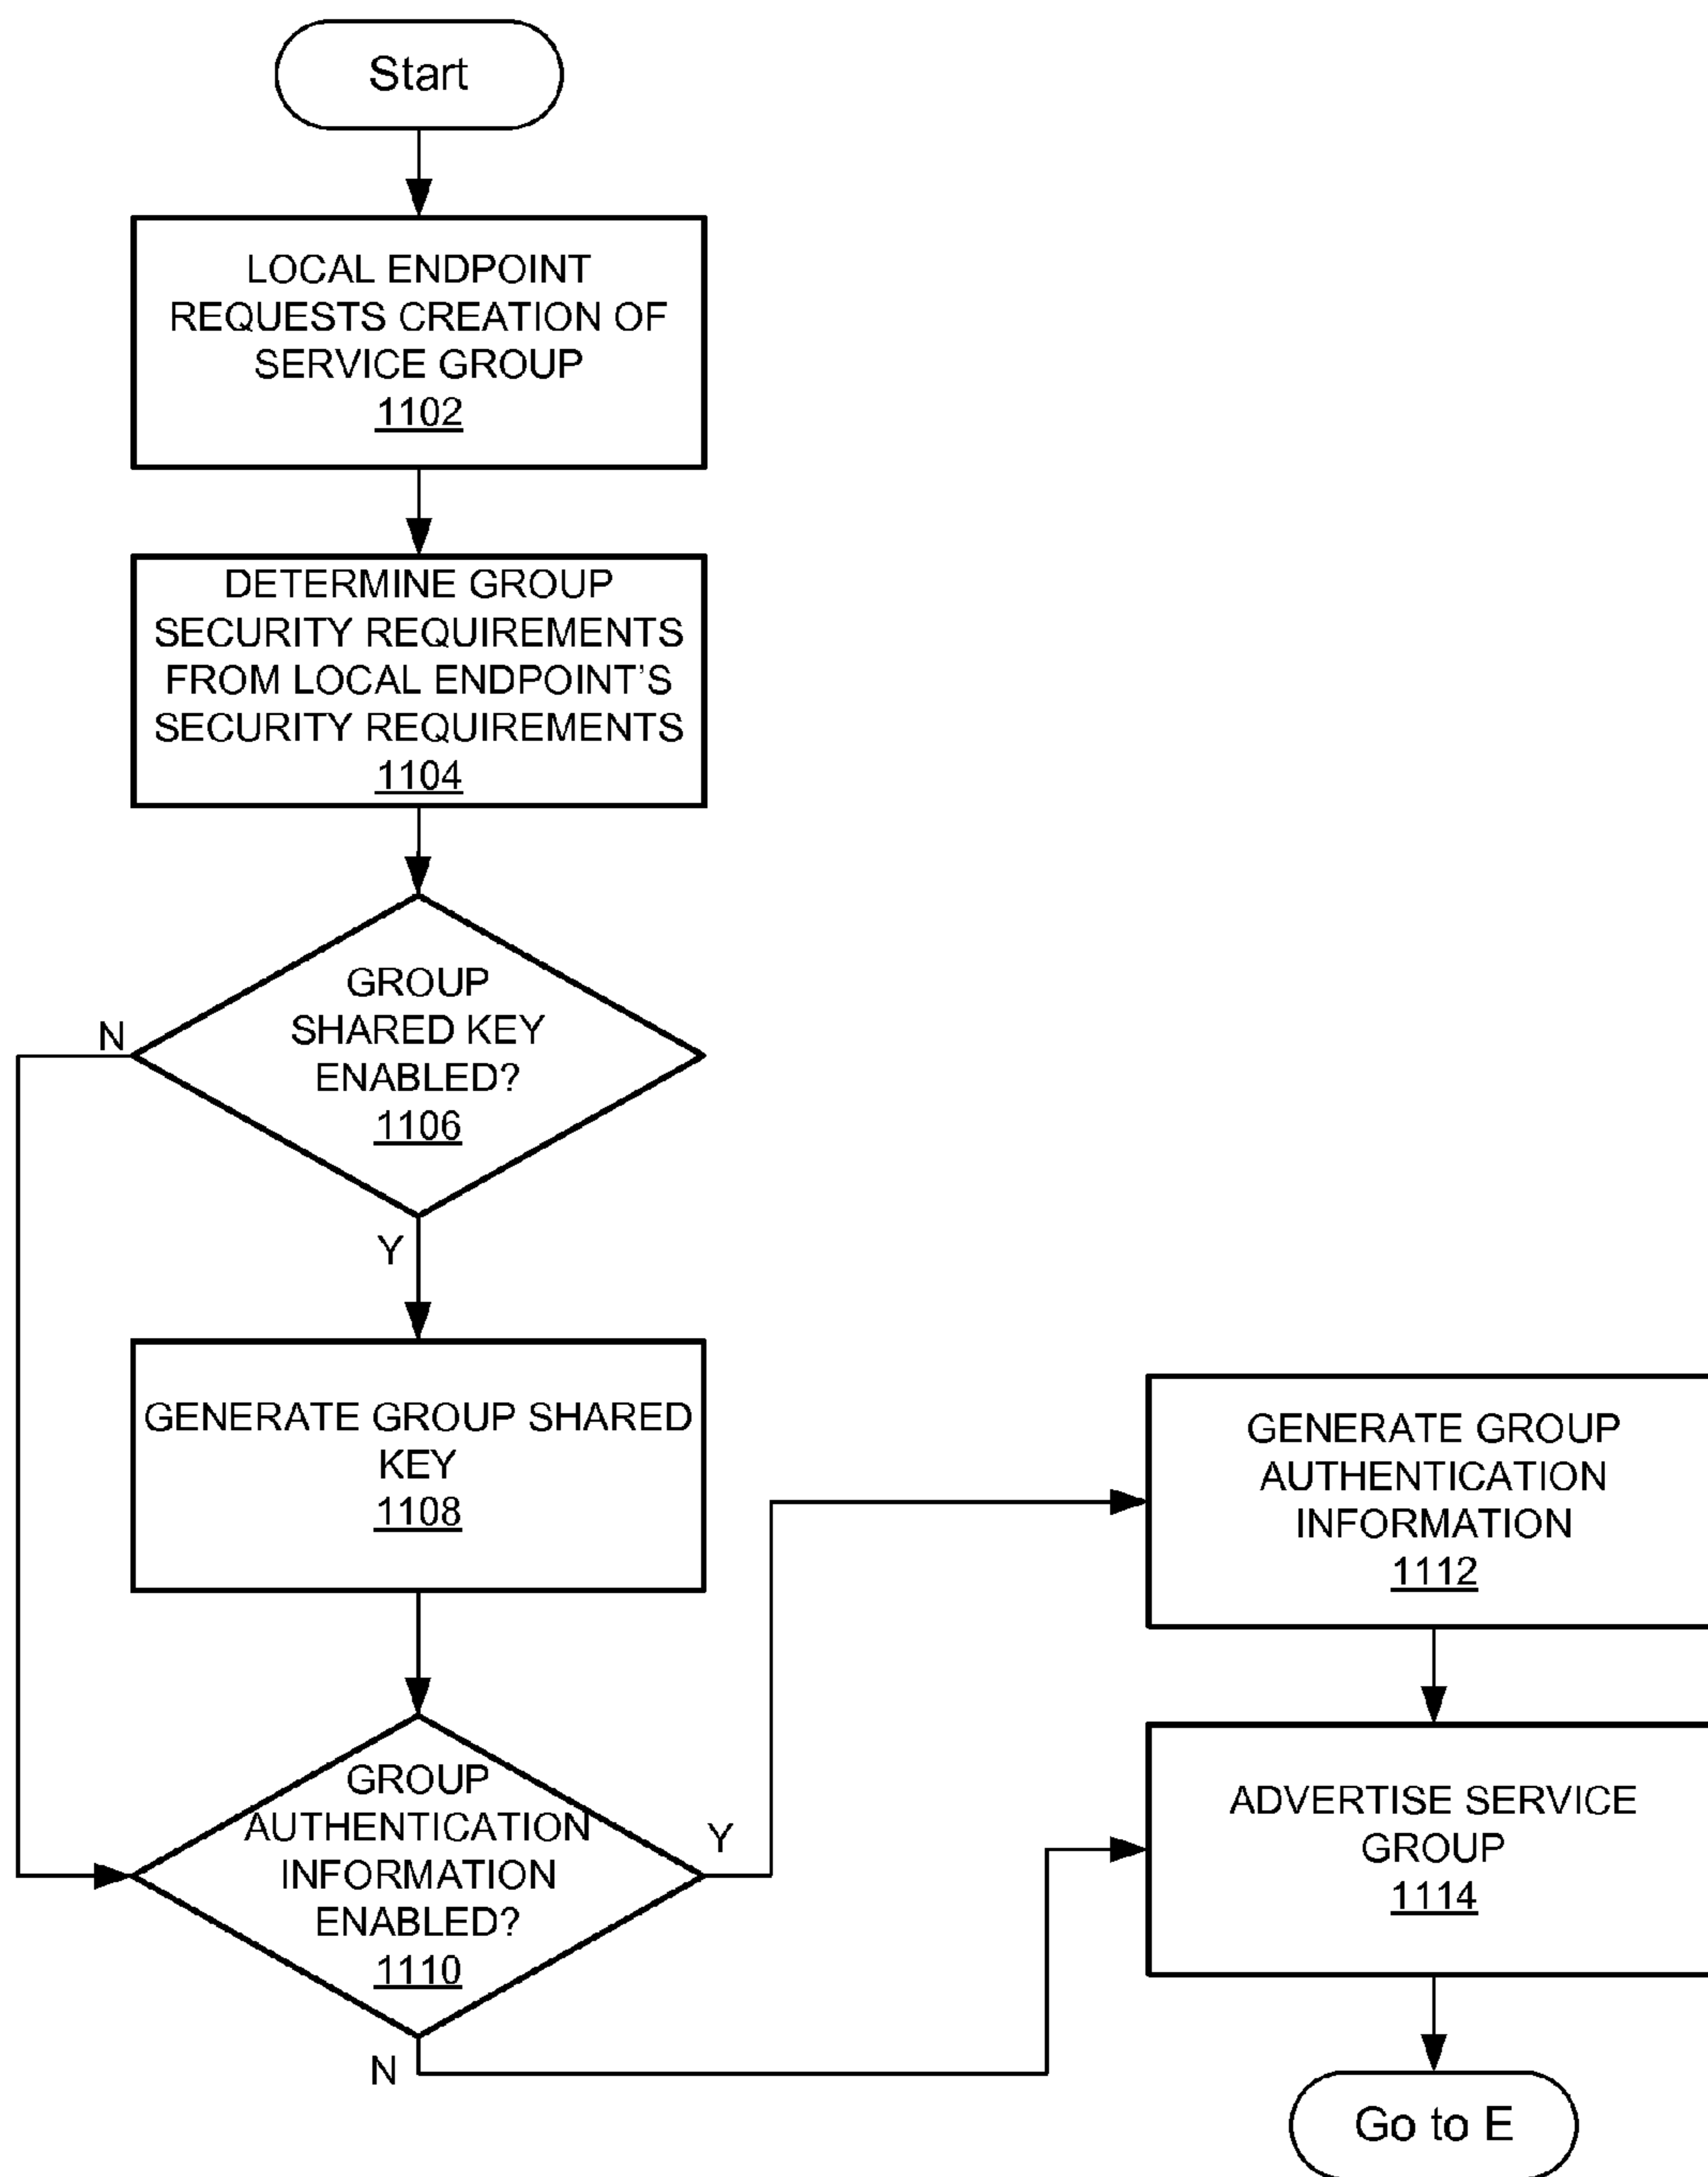 Start
LOCAL ENDPOINT
REQUESTS CREATION OF
SERVICE GROUP
1102
DETERMINE GROUP
SECURITY REQUIREMENTS
FROM LOCAL ENDPOINT'S
SECURITY REQUIREMENTS
1104
GROUP
SHARED KEY
ENABLED?
1106
N
Y
GENERATE GROUP SHARED
KEY
1108
GROUP
AUTHENTICATION
INFORMATION
ENABLED?
1110
Y
N
GENERATE GROUP
AUTHENTICATION
INFORMATION
1112
ADVERTISE SERVICE
GROUP
1114
Go to E